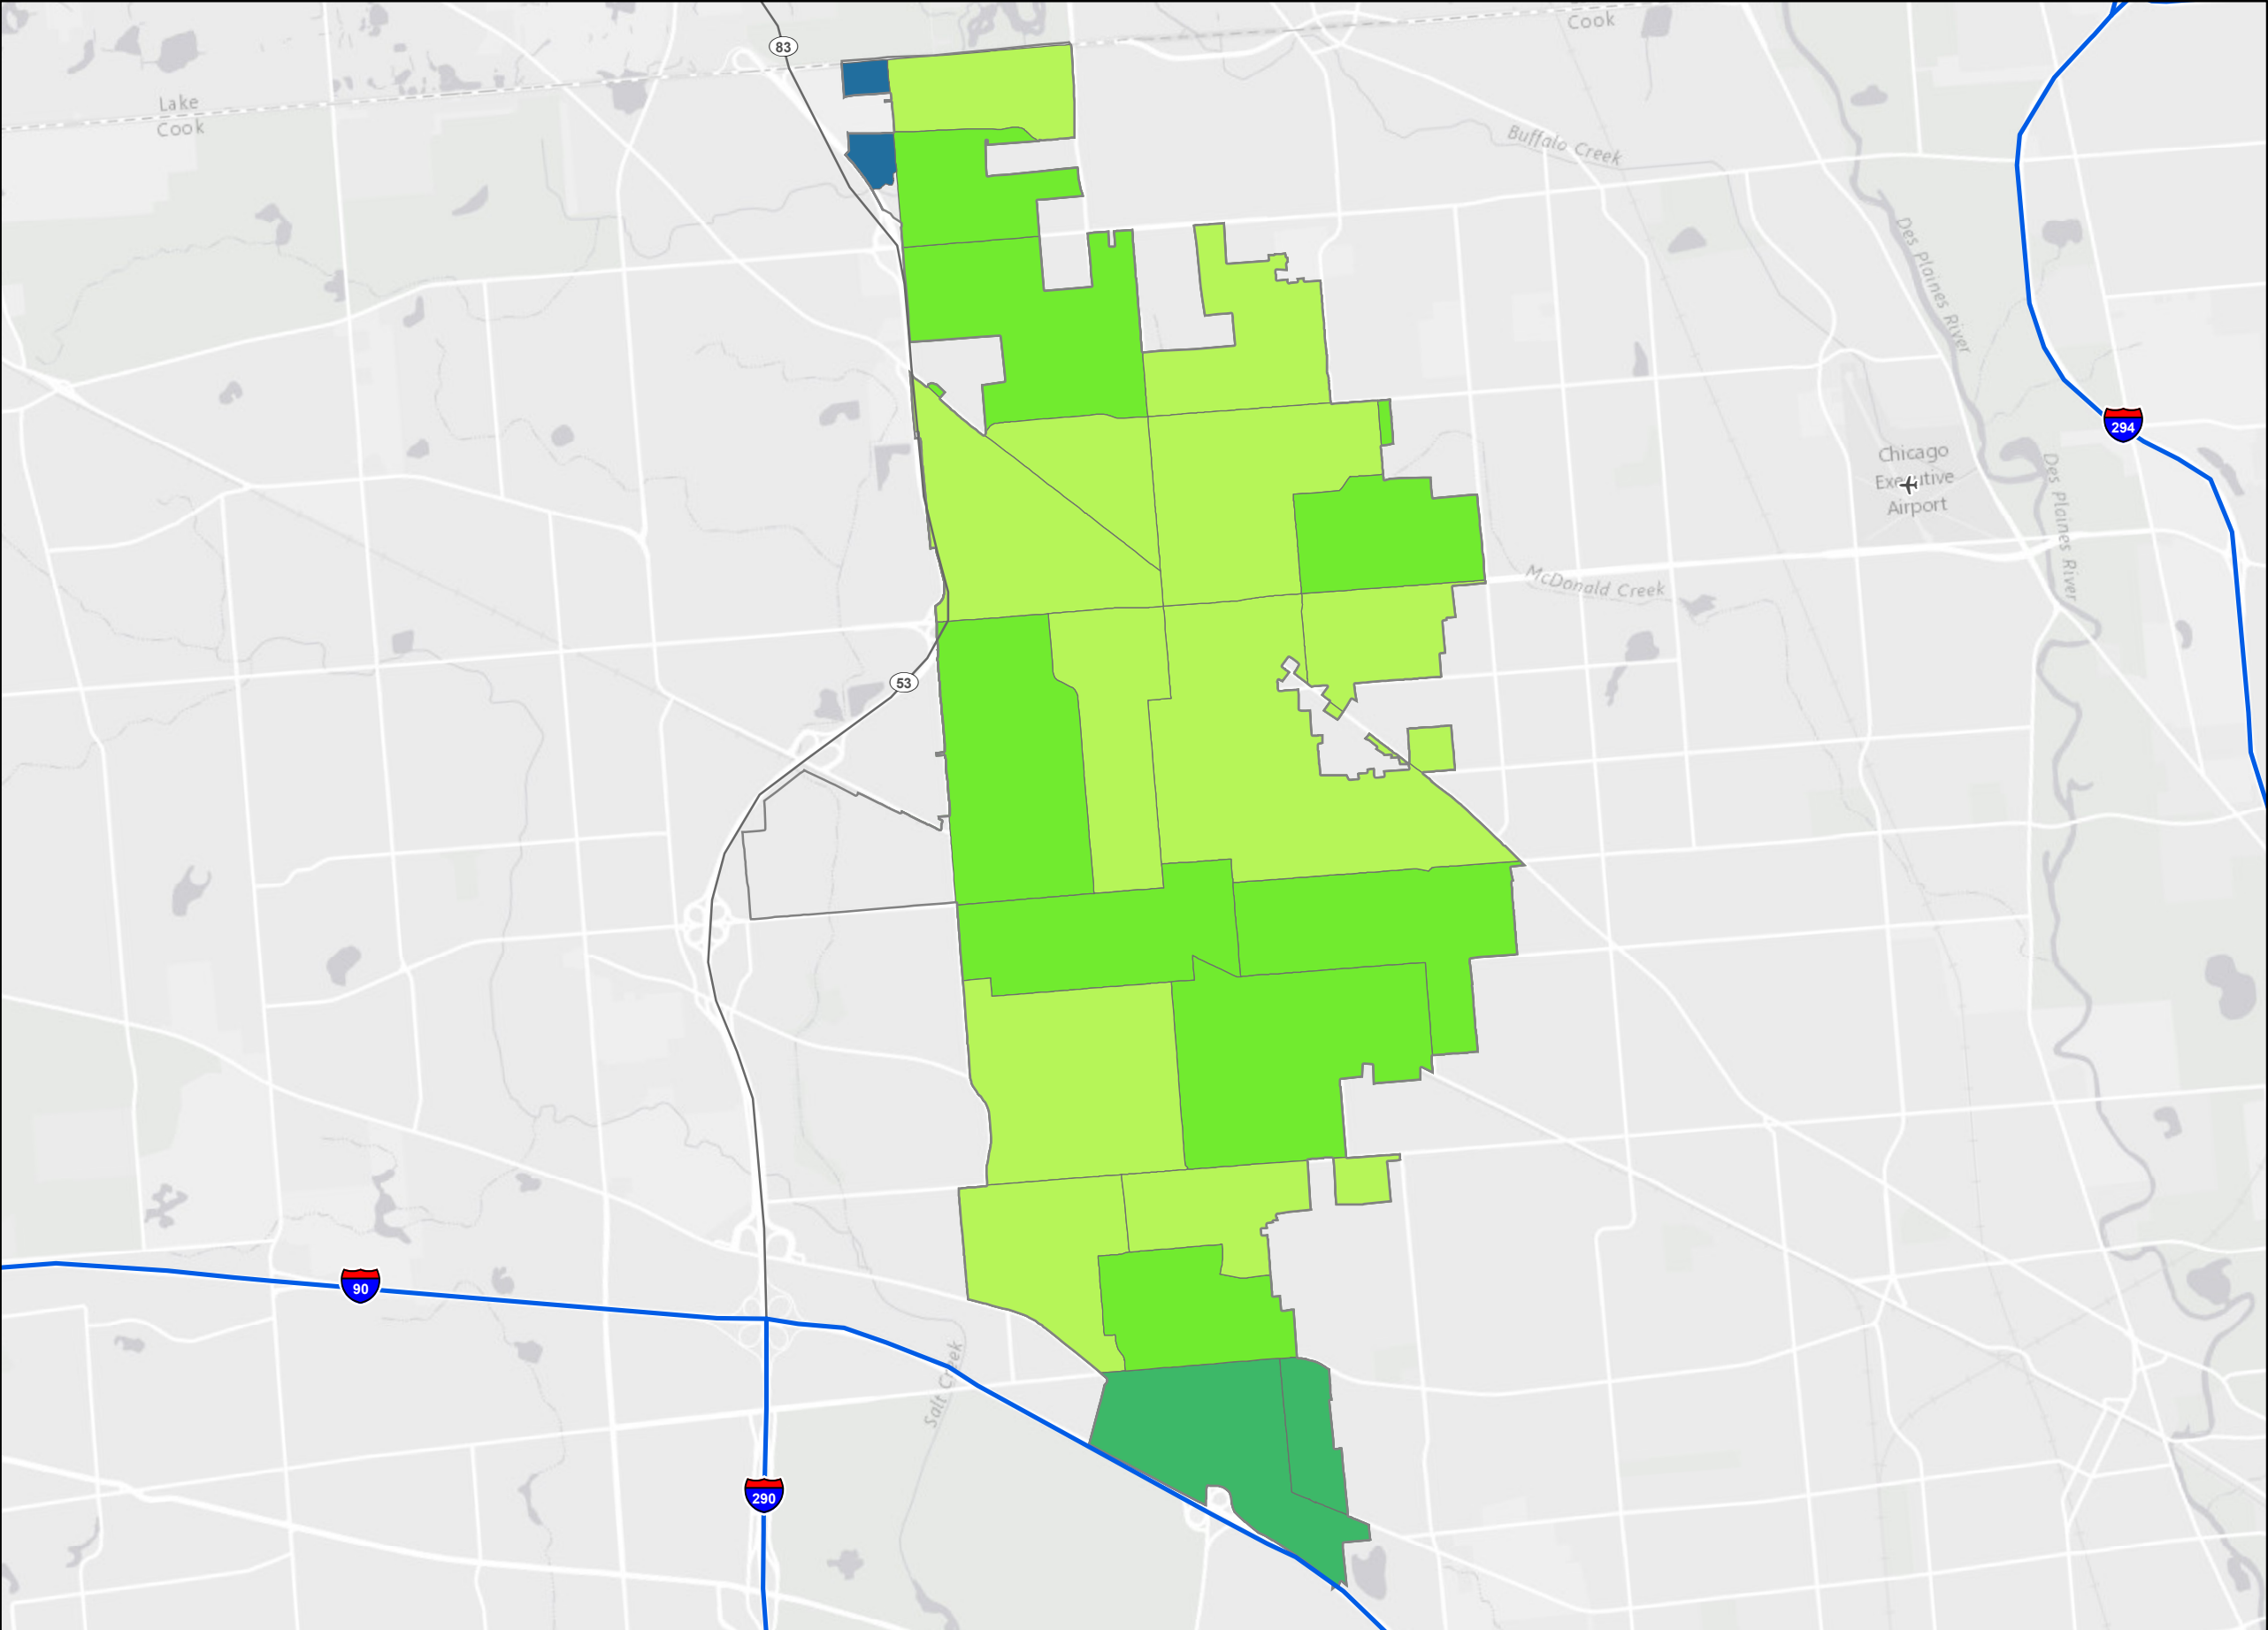 Cook
83
Lake
Cook
Buffalo Creek
Des Plaines River
294
Chicago
Executive
Airport
Des Plaines River
McDonald Creek
53
90
Salt Creek
290